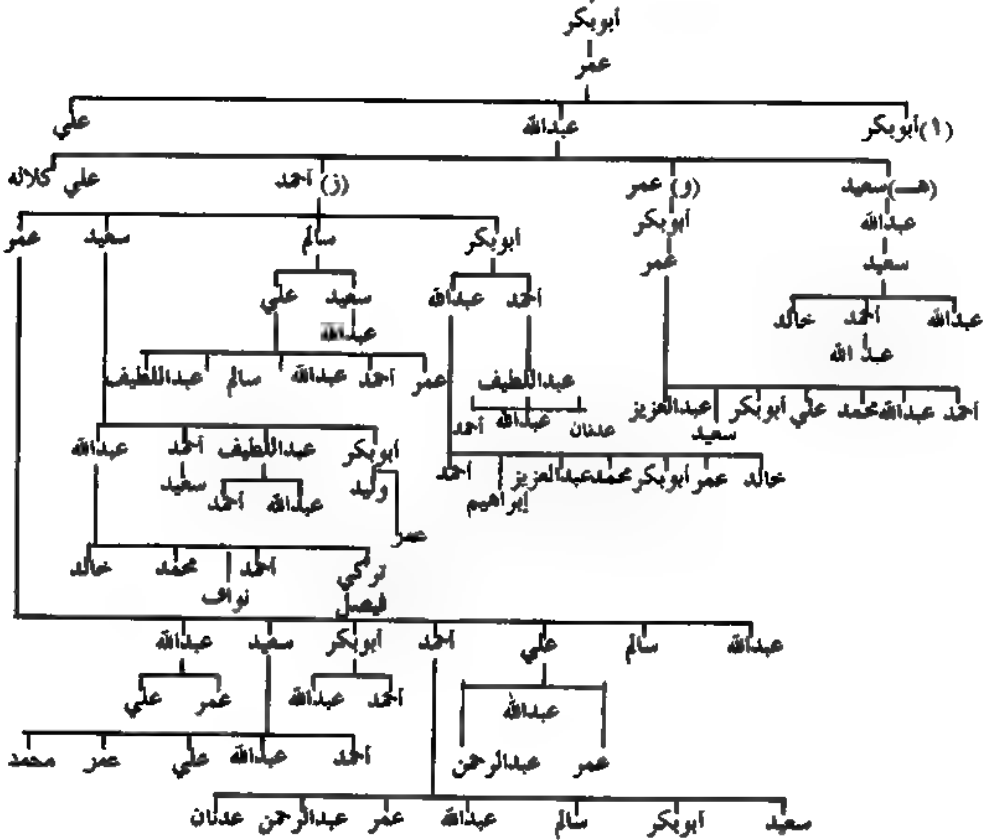 أبوبكر
عمر
(١) أبوبكر عبدالله علي
(هـ) سعيد (و) عمر (ز) أحمد علي كلاله
عبدالله أبوبكر أبوبكر سالم سعيد عمر
سعيد عمر
عبدالله أحمد خالد أحمد عبدالله سعيد علي
عبد الله عبدالله
عمر أحمد عبدالله سالم عبداللطيف
أحمد عبدالله محمد علي أبوبكر عبدالعزيز عبداللطيف
سعيد عدنان عبدالله أحمد
أبوبكر عبداللطيف أحمد عبدالله
خالد عمر أبوبكر محمد عبدالعزيز أحمد وليد سعيد
إبراهيم عبدالله أحمد
عمر
تركي أحمد محمد خالد
فيصل نواف
عبدالله سالم علي أحمد أبوبكر سعيد عبدالله
أحمد عبدالله عمر علي
عبدالله
عمر عبدالرحمن أحمد عبدالله علي عمر محمد
سعيد أبوبكر سالم عبدالله عمر عبدالرحمن عدنان